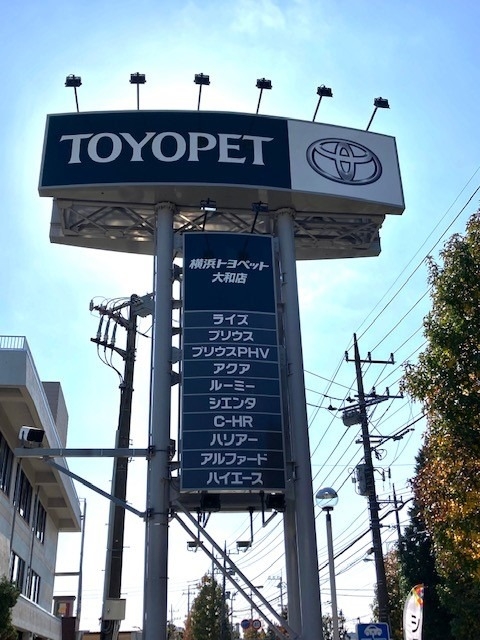 TOYOPET
横浜トヨペット
大和店
ライズ
プリウス
プリウスPHV
アクア
ルーミー
シエンタ
C-HR
ハリアー
アルファード
ハイエース